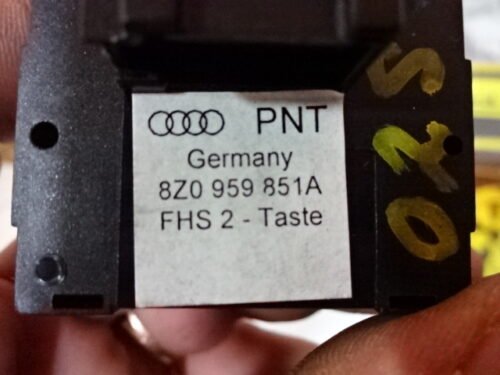 PNT
Germany
8Z0 959 851A
FHS 2 - Taste